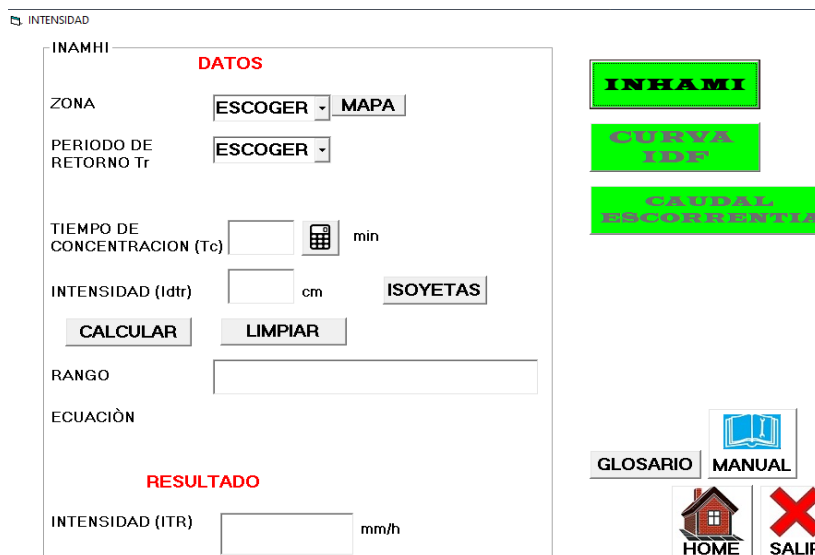 INTENSIDAD
INAMHI
DATOS
ZONA
ESCOGER
MAPA
PERIODO DE
RETORNO Tr
ESCOGER
TIEMPO DE
CONCENTRACION (Tc)
min
INTENSIDAD (Idtr)
cm
ISOYETAS
CALCULAR
LIMPIAR
RANGO
ECUACIÒN
RESULTADO
INTENSIDAD (ITR)
mm/h
INHAMI
CURVA
IDF
CAUDAL
ESCORRENTIA
GLOSARIO
MANUAL
HOME
SALIR